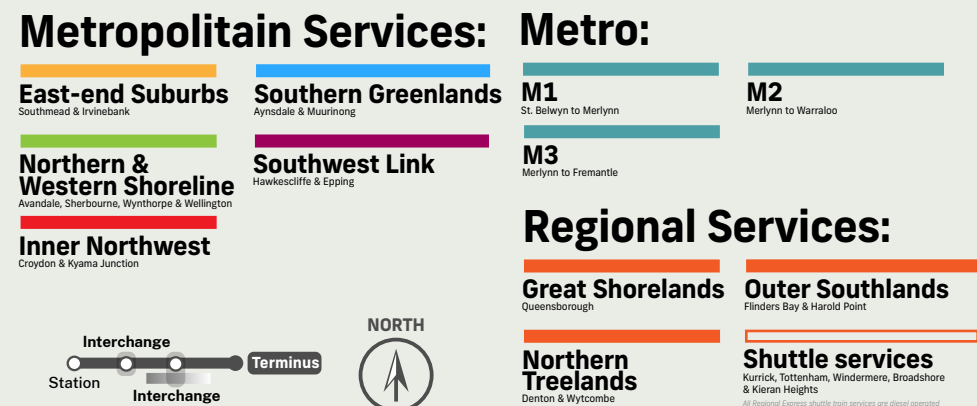 Metropolitain Services:
East-end Suburbs
Southmead & Irvinebank
Southern Greenlands
Aynsdale & Muurinong
Northern &
Western Shoreline
Avandale, Sherbourne, Wynthorpe & Wellington
Southwest Link
Hawkescliffe & Epping
Inner Northwest
Croydon & Kyama Junction
Interchange
Terminus
Station
Interchange
NORTH
Metro:
M1
St. Belwyn to Merlynn
M2
Merlynn to Warraloo
M3
Merlynn to Fremantle
Regional Services:
Great Shorelands
Queensborough
Outer Southlands
Flinders Bay & Harold Point
Northern
Treelands
Denton & Wytcombe
Shuttle services
Kurrick, Tottenham, Windermere, Broadshore
& Kieran Heights
All Regional Express shuttle train services are diesel operated